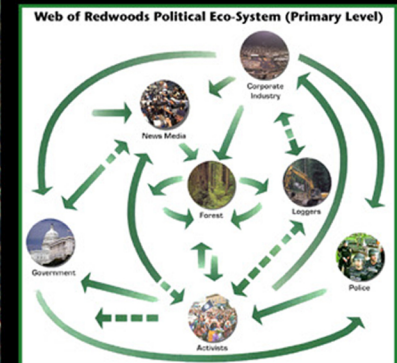 Web of Redwoods Political Eco-System (Primary Level)
Corporate
Industry
News Media
Forest
Loggers
Government
Police
Activists